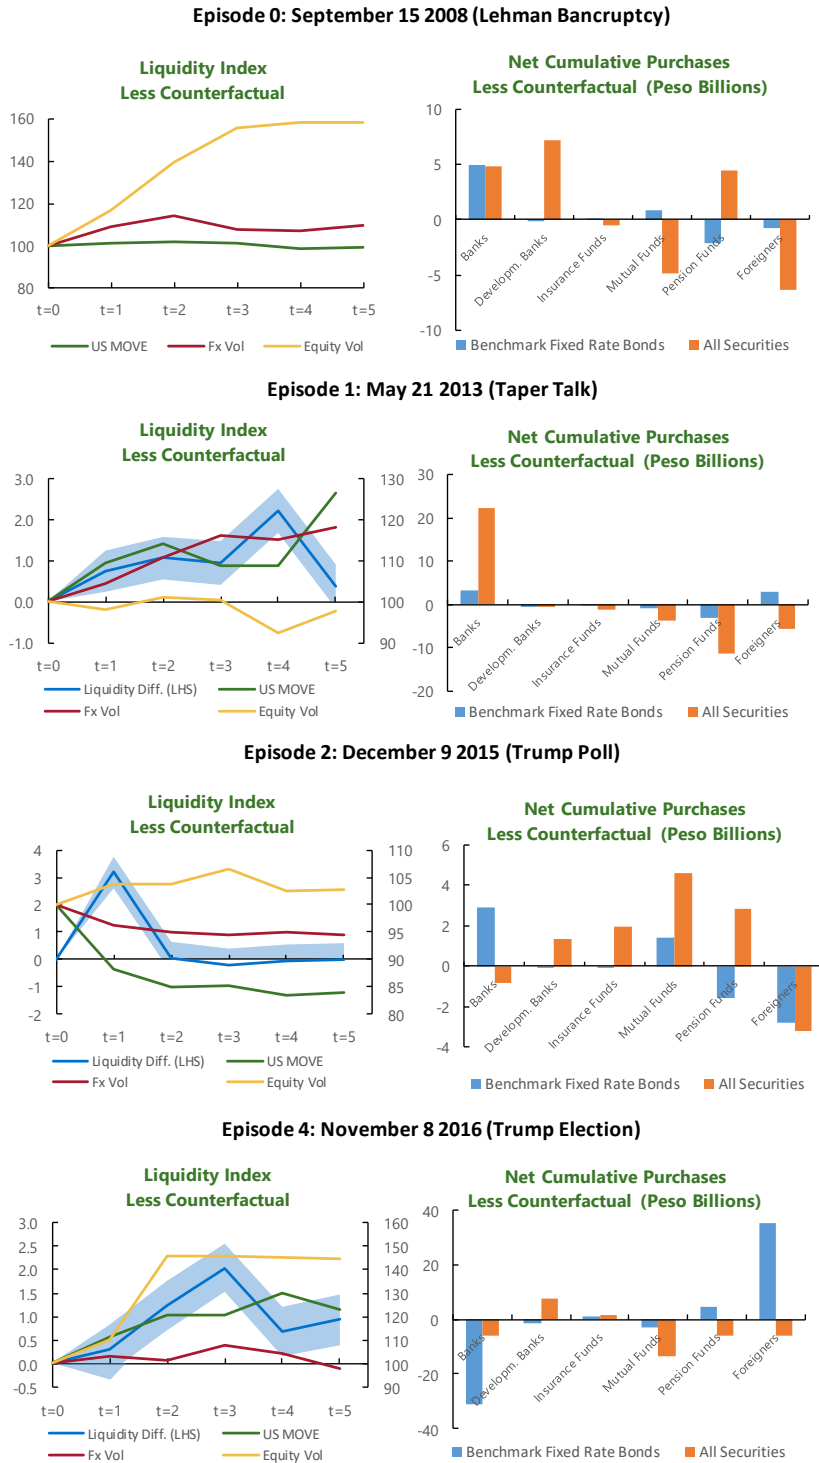 Episode 0: September 15 2008 (Lehman Bancruptcy)
Liquidity Index
Less Counterfactual
160
140
120
100
80
t=0 t=1 t=2 t=3 t=4 t=5
US MOVE Fx Vol Equity Vol
Net Cumulative Purchases
Less Counterfactual (Peso Billions)
10
5
0
-5
-10
Banks
Developm. Banks
Insurance Funds
Mutual Funds
Pension Funds
Foreigners
Benchmark Fixed Rate Bonds All Securities
Episode 1: May 21 2013 (Taper Talk)
Liquidity Index
Less Counterfactual
3.0 130
2.0 120
1.0 110
0.0 100
-1.0 90
t=0 t=1 t=2 t=3 t=4 t=5
Liquidity Diff. (LHS) US MOVE
Fx Vol Equity Vol
Net Cumulative Purchases
Less Counterfactual (Peso Billions)
30
20
10
0
-10
-20
Banks
Developm. Banks
Insurance Funds
Mutual Funds
Pension Funds
Foreigners
Benchmark Fixed Rate Bonds All Securities
Episode 2: December 9 2015 (Trump Poll)
Liquidity Index
Less Counterfactual
4 110
3 105
2 100
1 95
0 90
-1 85
-2 80
t=0 t=1 t=2 t=3 t=4 t=5
Liquidity Diff. (LHS) US MOVE
Fx Vol Equity Vol
Net Cumulative Purchases
Less Counterfactual (Peso Billions)
6
4
2
0
-2
-4
Banks
Developm. Banks
Insurance Funds
Mutual Funds
Pension Funds
Foreigners
Benchmark Fixed Rate Bonds All Securities
Episode 4: November 8 2016 (Trump Election)
Liquidity Index
Less Counterfactual
3.0 160
2.5 150
2.0 140
1.5 130
1.0 120
0.5 110
0.0 100
-0.5 90
t=0 t=1 t=2 t=3 t=4 t=5
Liquidity Diff. (LHS) US MOVE
Fx Vol Equity Vol
Net Cumulative Purchases
Less Counterfactual (Peso Billions)
40
20
0
-20
-40
Banks
Developm. Banks
Insurance Funds
Mutual Funds
Pension Funds
Foreigners
Benchmark Fixed Rate Bonds All Securities